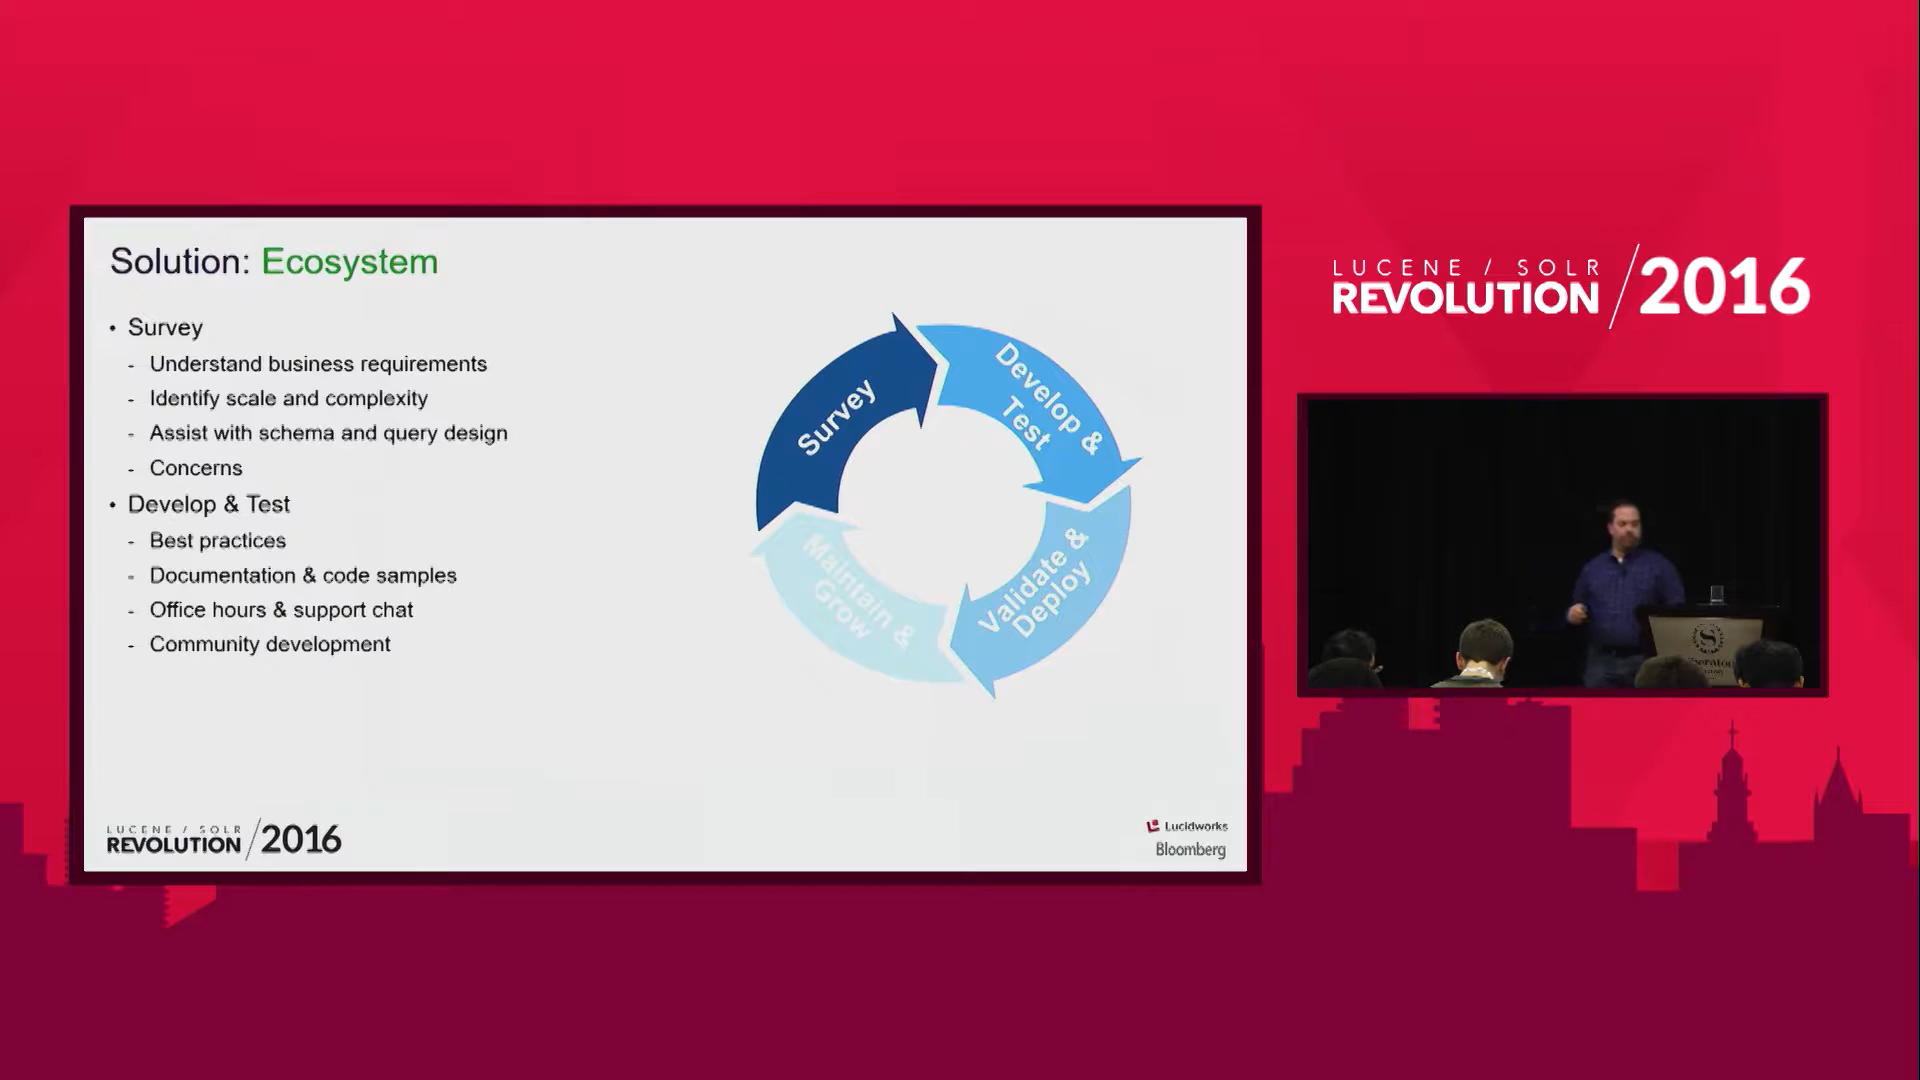 Solution: Ecosystem
• Survey
- Understand business requirements
- Identify scale and complexity
- Assist with schema and query design
- Concerns
• Develop & Test
- Best practices
- Documentation & code samples
- Office hours & support chat
- Community development
Survey
Develop &
Test
Validate &
Deploy
Maintain &
Grow
LUCENE / SOLR
REVOLUTION / 2016
Lucidworks
Bloomberg
LUCENE / SOLR
REVOLUTION / 2016
S